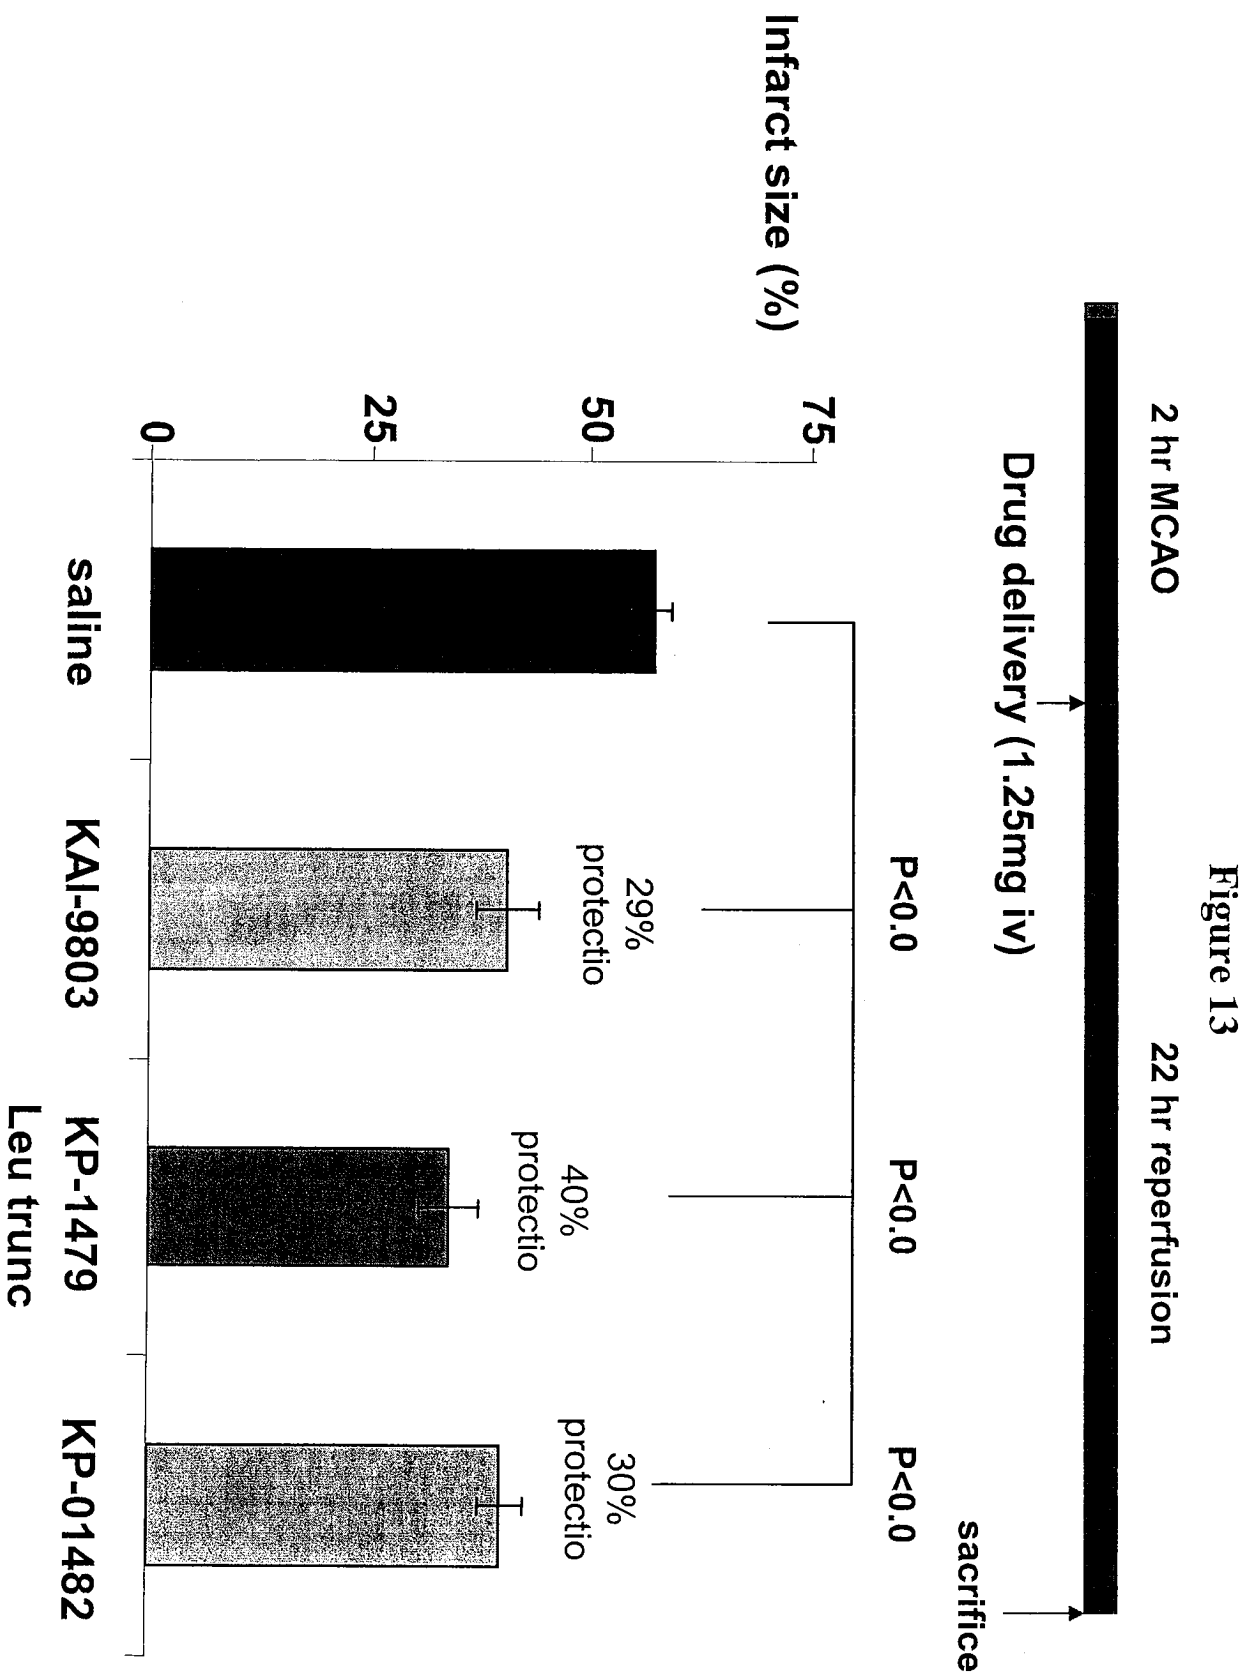 Figure 13
2 hr MCAO
22 hr reperfusion
Drug delivery (1.25mg iv)
sacrifice
Infarct size (%)
P<0.0
P<0.0
P<0.0
75
50
25
0
29%
protectio
40%
protectio
30%
protectio
saline
KAI-9803
KP-1479
Leu trunc
KP-01482